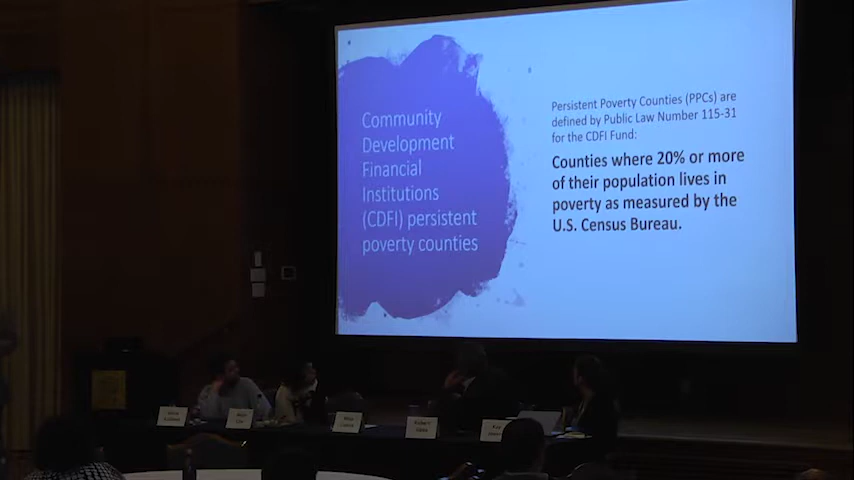 Community
Development
Financial
Institutions
(CDFI) persistent
poverty counties
Persistent Poverty Counties (PPCs) are
defined by Public Law Number 115-31
for the CDFI Fund:
Counties where 20% or more
of their population lives in
poverty as measured by the
U.S. Census Bureau.
Robert